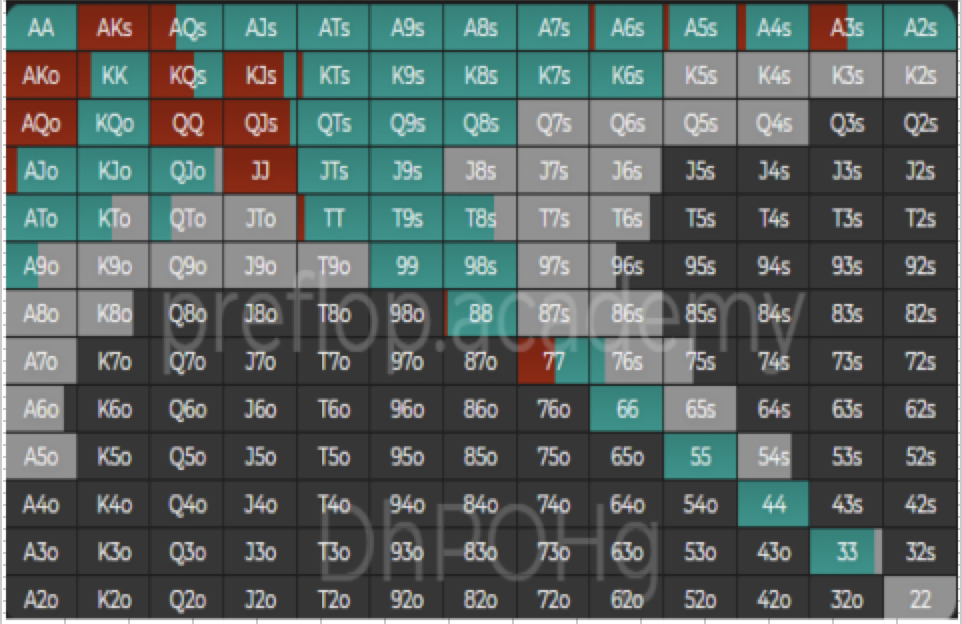 AA AKs AQs AJs ATs A9s A8s A7s A6s A5s A4s A3s A2s
AKo KK KQs KJs KTs K9s K8s K7s K6s K5s K4s K3s K2s
AQo KQo QQ QJs QTs Q9s Q8s Q7s Q6s Q5s Q4s Q3s Q2s
AJo KJo QJo JJ JTs J9s J8s J7s J6s J5s J4s J3s J2s
ATo KTo QTo JTo TT T9s T8s T7s T6s T5s T4s T3s T2s
A9o K9o Q9o J9o T9o 99 98s 97s 96s 95s 94s 93s 92s
A8o K8o Q8o J8o T8o 98o 88 87s 86s 85s 84s 83s 82s
preflop.academy
A7o K7o Q7o J7o T7o 97o 87o 77 76s 75s 74s 73s 72s
A6o K6o Q6o J6o T6o 96o 86o 76o 66 65s 64s 63s 62s
A5o K5o Q5o J5o T5o 95o 85o 75o 65o 55 54s 53s 52s
A4o K4o Q4o J4o T4o 94o 84o 74o 64o 54o 44 43s 42s
A3o K3o Q3o J3o T3o 93o 83o 73o 63o 53o 43o 33 32s
DhPOHg
A2o K2o Q2o J2o T2o 92o 82o 72o 62o 52o 42o 32o 22